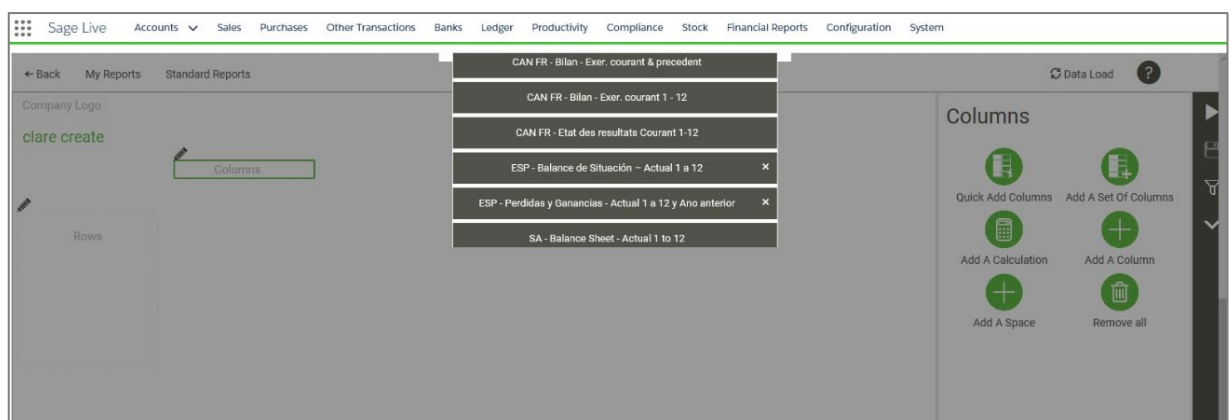 Sage Live Accounts Sales Purchases Other Transactions Banks Ledger Productivity Compliance Stock Financial Reports Configuration System
Back My Reports Standard Reports
Data Load ?
CAN FR - Bilan - Exer. courant & precedent
CAN FR - Bilan - Exer. courant 1 - 12
CAN FR - Etat des resultats Courant 1-12
ESP - Balance de Situación – Actual 1 a 12 ×
ESP - Perdidas y Ganancias - Actual 1 a 12 y Ano anterior ×
SA - Balance Sheet - Actual 1 to 12
Company Logo
clare create
Columns
Rows
Columns
Quick Add Columns Add A Set Of Columns
Add A Calculation Add A Column
Add A Space Remove all